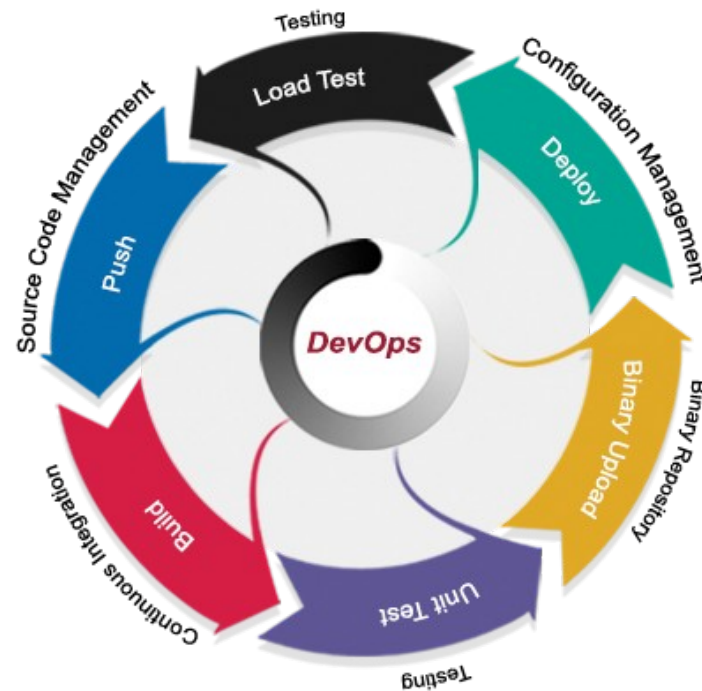 Testing
Load Test
Configuration Management
Deploy
Source Code Management
Push
DevOps
Binary Upload
Binary Repository
Build
Continuous Integration
Unit Test
Testing